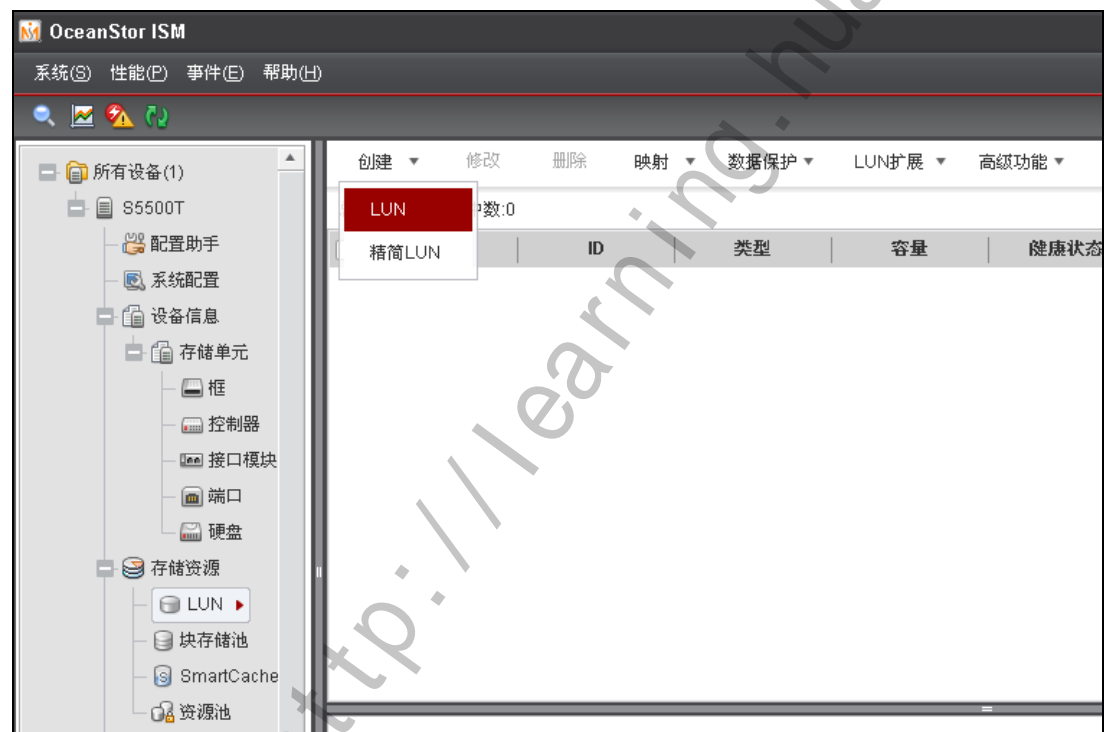 OceanStor ISM
系统(S) 性能(P) 事件(E) 帮助(H)
所有设备(1)
S5500T
配置助手
系统配置
设备信息
存储单元
框
控制器
接口模块
端口
硬盘
存储资源
LUN
块存储池
SmartCache
资源池
创建 修改 删除 映射 数据保护 LUN扩展 高级功能
中数:0
LUN
精简LUN
ID 类型 容量 健康状态
ttp://learning.hua